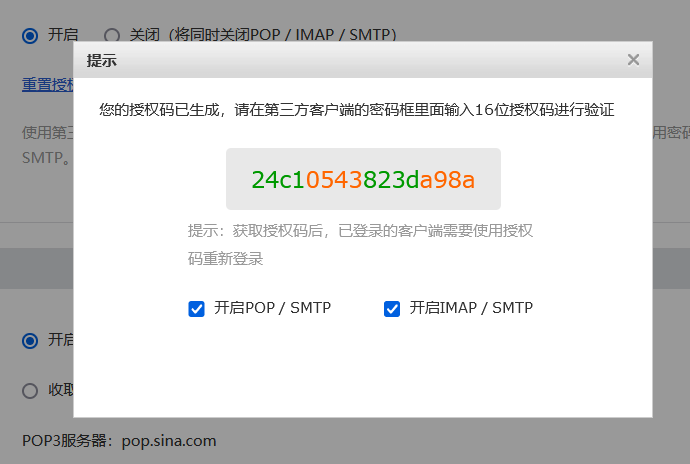 开启 关闭（将同时关闭POP / IMAP / SMTP）
提示
重置授权
您的授权码已生成，请在第三方客户端的密码框里面输入16位授权码进行验证
使用第三 用密码
SMTP。
24c10543823da98a
提示：获取授权码后，已登录的客户端需要使用授权
码重新登录
开启POP / SMTP 开启IMAP / SMTP
开启
收取
POP3服务器：pop.sina.com